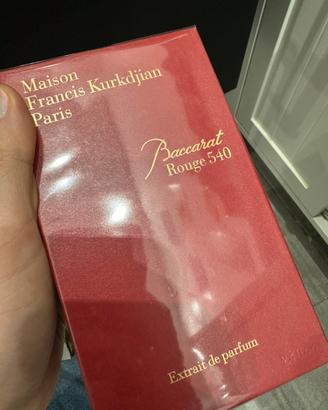 Maison
Francis Kurkdjian
Paris
Baccarat
Rouge 540
Extrait de parfum